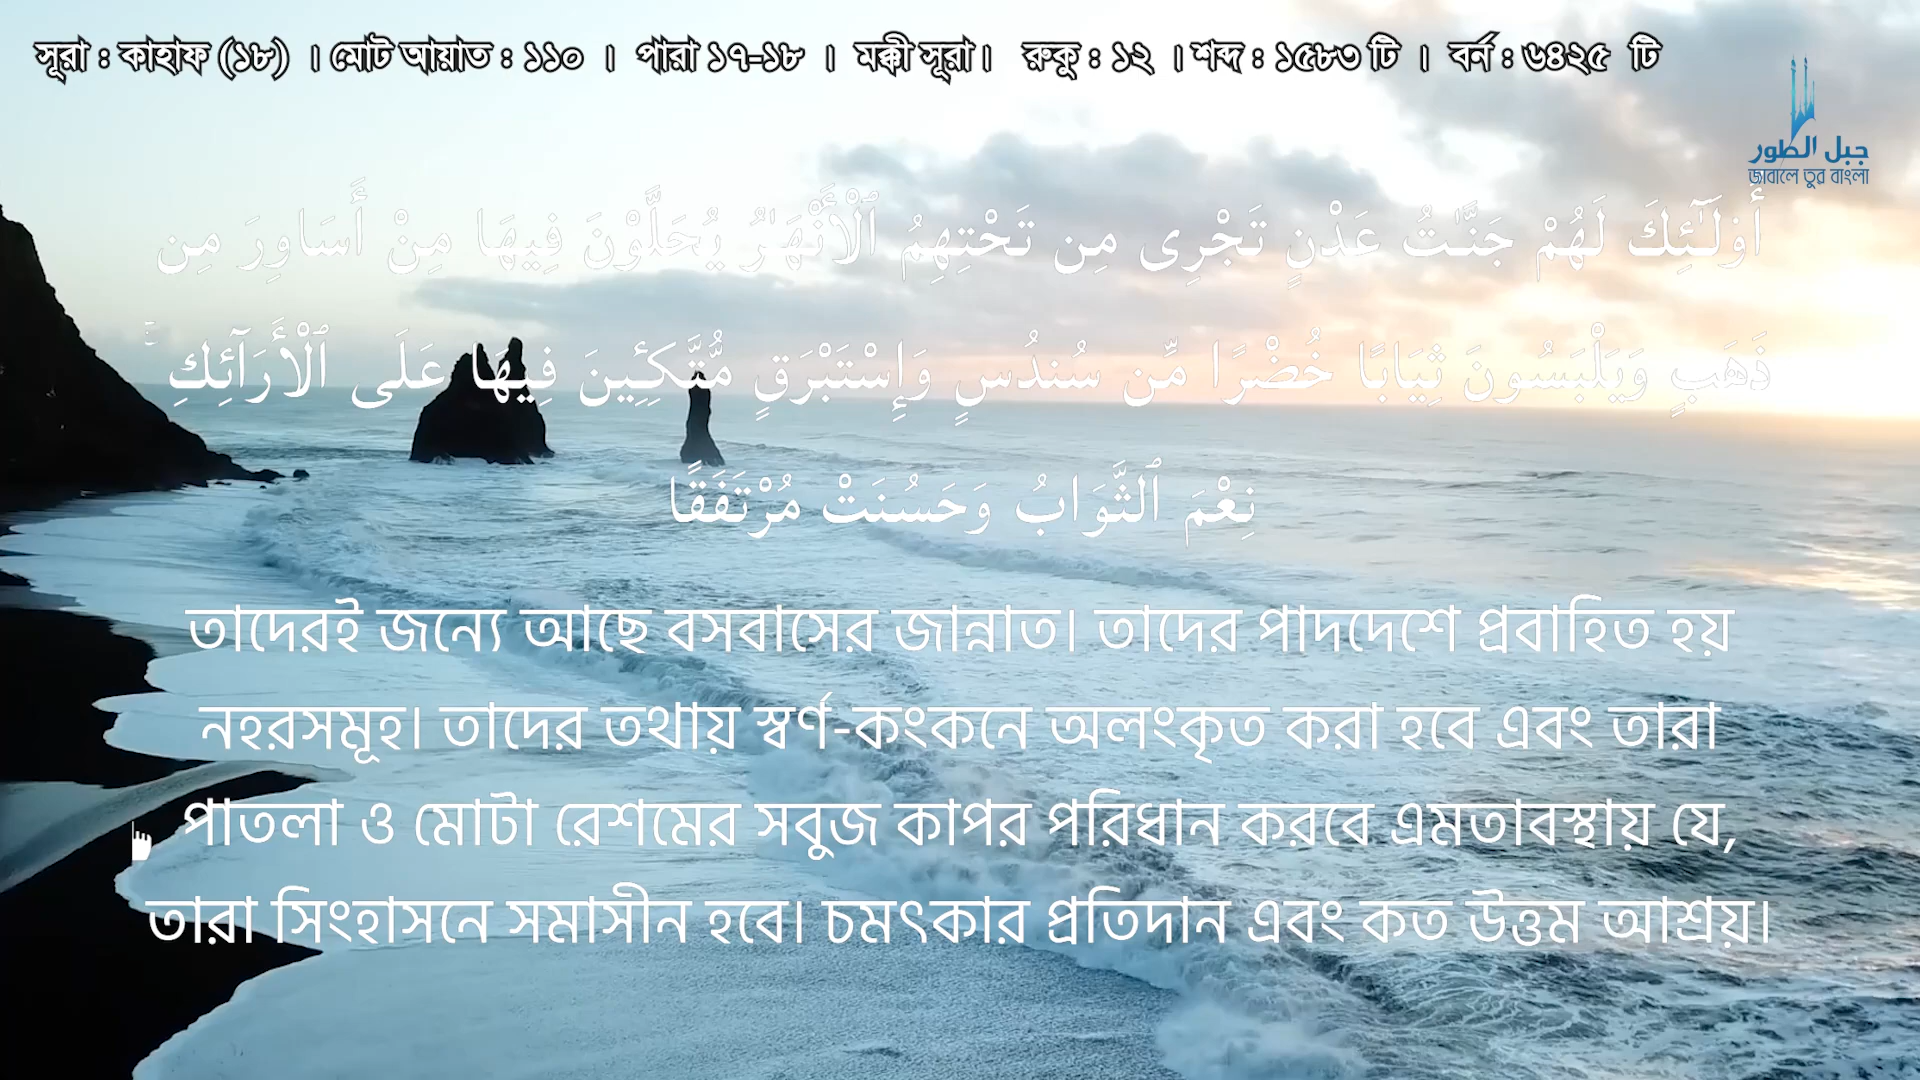 সূরা : কাহাফ (১৮) । মোট আয়াত : ১১০ । পারা ১৭-১৮ । মক্কী সূরা। রুকূ : ১২ । শব্দ : ১৫৮৩ টি । বর্ন : ৬৪২৫ টি
جبل الطور
জাবালে তুর বাংলা
أُو۟لَـٰٓئِكَ لَهُمْ جَنَّـٰتُ عَدْنٍ تَجْرِى مِن تَحْتِهِمُ ٱلْأَنْهَـٰرُ يُحَلَّوْنَ فِيهَا مِنْ أَسَاوِرَ مِن
ذَهَبٍ وَيَلْبَسُونَ ثِيَابًا خُضْرًا مِّن سُندُسٍ وَإِسْتَبْرَقٍ مُّتَّكِـِٔينَ فِيهَا عَلَى ٱلْأَرَآئِكِ ۚ
نِعْمَ ٱلثَّوَابُ وَحَسُنَتْ مُرْتَفَقًا
তাদেরই জন্যে আছে বসবাসের জান্নাত। তাদের পাদদেশে প্রবাহিত হয়
নহরসমূহ। তাদের তথায় স্বর্ণ-কংকনে অলংকৃত করা হবে এবং তারা
পাতলা ও মোটা রেশমের সবুজ কাপর পরিধান করবে এমতাবস্থায় যে,
তারা সিংহাসনে সমাসীন হবে। চমৎকার প্রতিদান এবং কত উত্তম আশ্রয়।